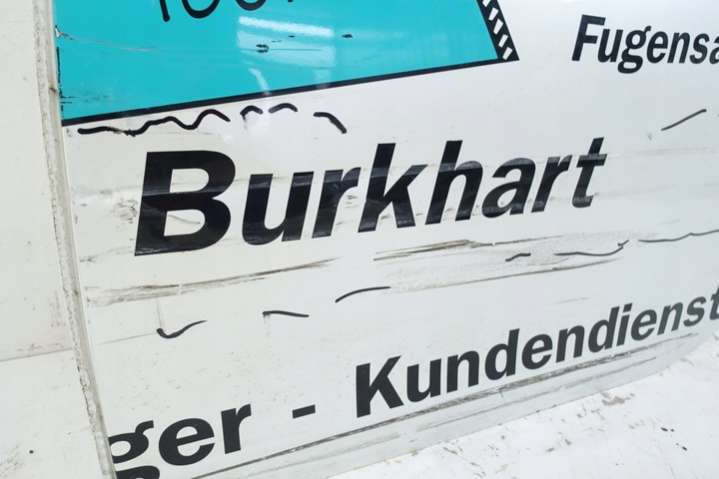 Fugensa
Burkhart
ger - Kundendienst